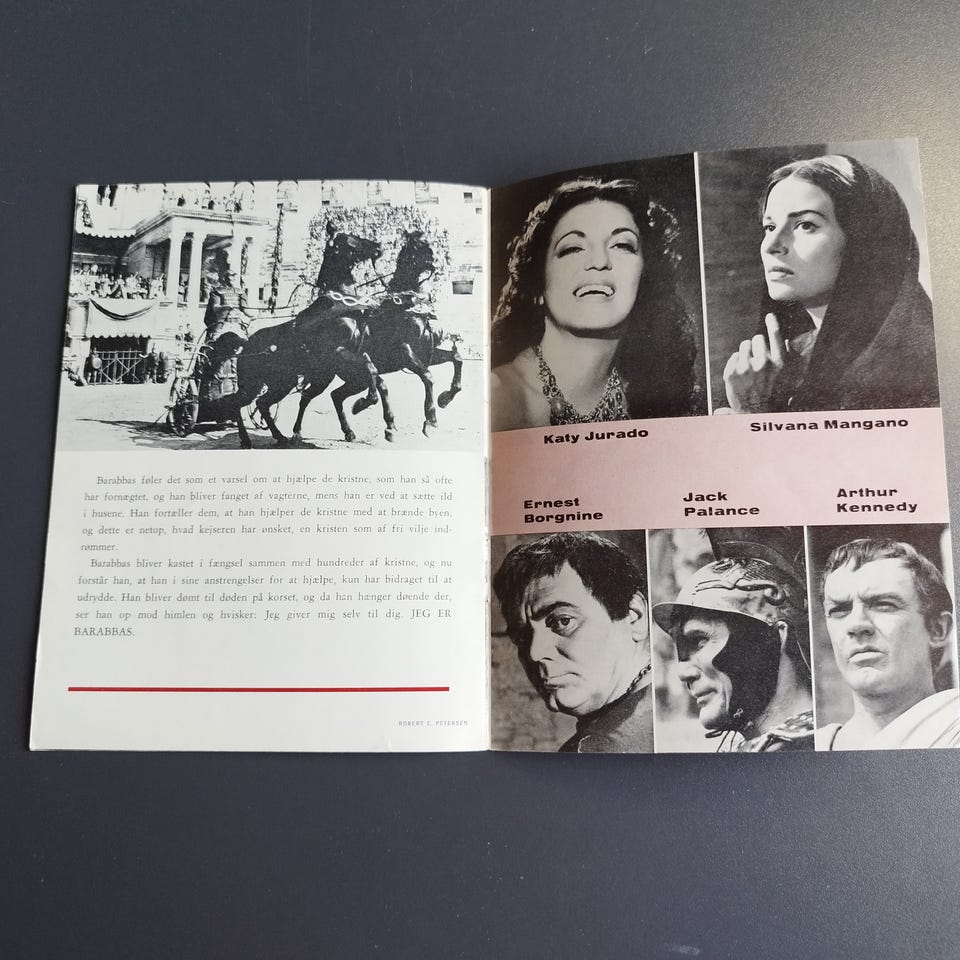 Barabbas føler det som et varsel om at hjælpe de kristne, som han så ofte
har fornægtet, og han bliver fanget af vagterne, mens han er ved at sætte ild
i husene. Han fortæller dem, at han hjælper de kristne med at brænde byen,
og dette er netop, hvad kejseren har ønsket, en kristen som af fri vilje ind-
rømmer.
Barabbas bliver kastet i fængsel sammen med hundreder af kristne, og nu
forstår han, at han i sine anstrengelser for at hjælpe, kun har bidraget til at
udrydde. Han bliver dømt til døden på korset, og da han hænger døende der,
ser han op mod himlen og hvisker: Jeg giver mig selv til dig, JEG ER
BARABBAS.
ROBERT E. PETERSEN
Katy Jurado
Silvana Mangano
Ernest
Borgnine
Jack
Palance
Arthur
Kennedy